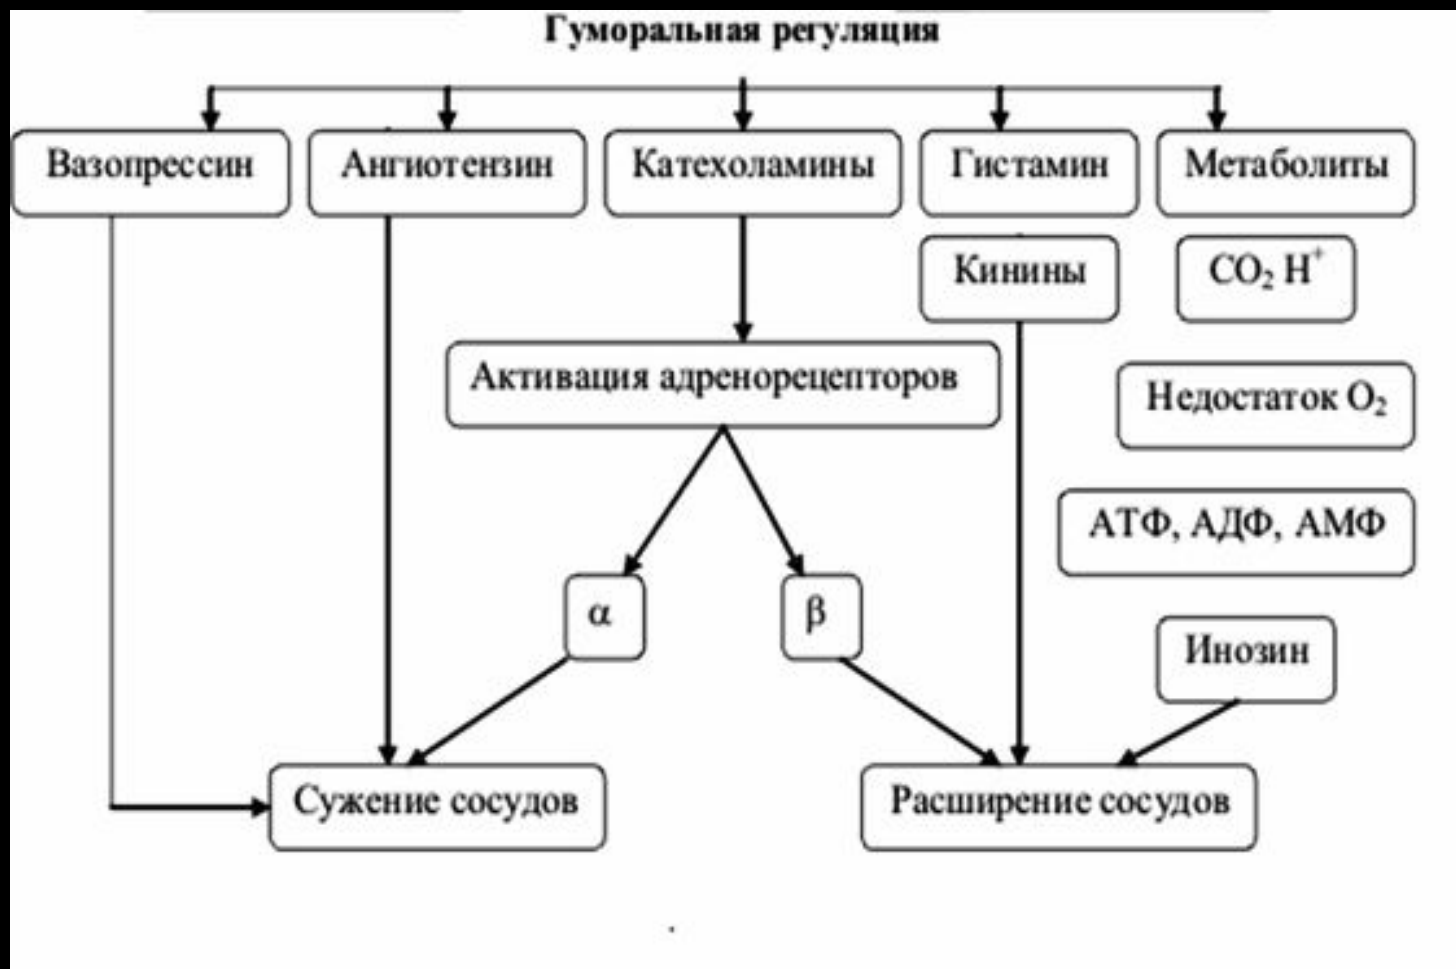 Гуморальная регуляция
Вазопрессин
Ангиотензин
Катехоламины
Гистамин
Метаболиты
Кинины
CO₂ H⁺
Активация адренорецепторов
Недостаток O₂
АТФ, АДФ, АМФ
α
β
Инозин
Сужение сосудов
Расширение сосудов